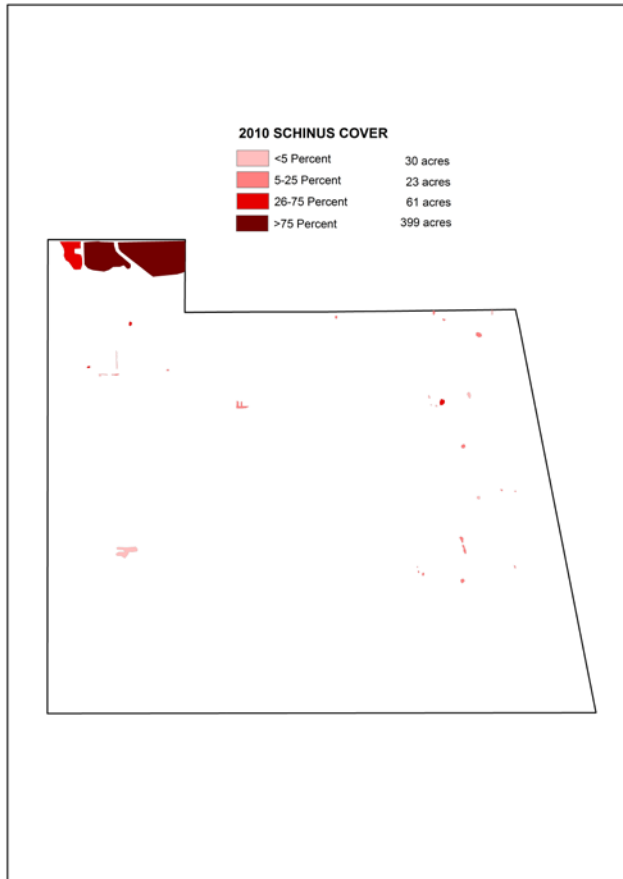 2010 SCHINUS COVER
<5 Percent 30 acres
5-25 Percent 23 acres
26-75 Percent 61 acres
>75 Percent 399 acres